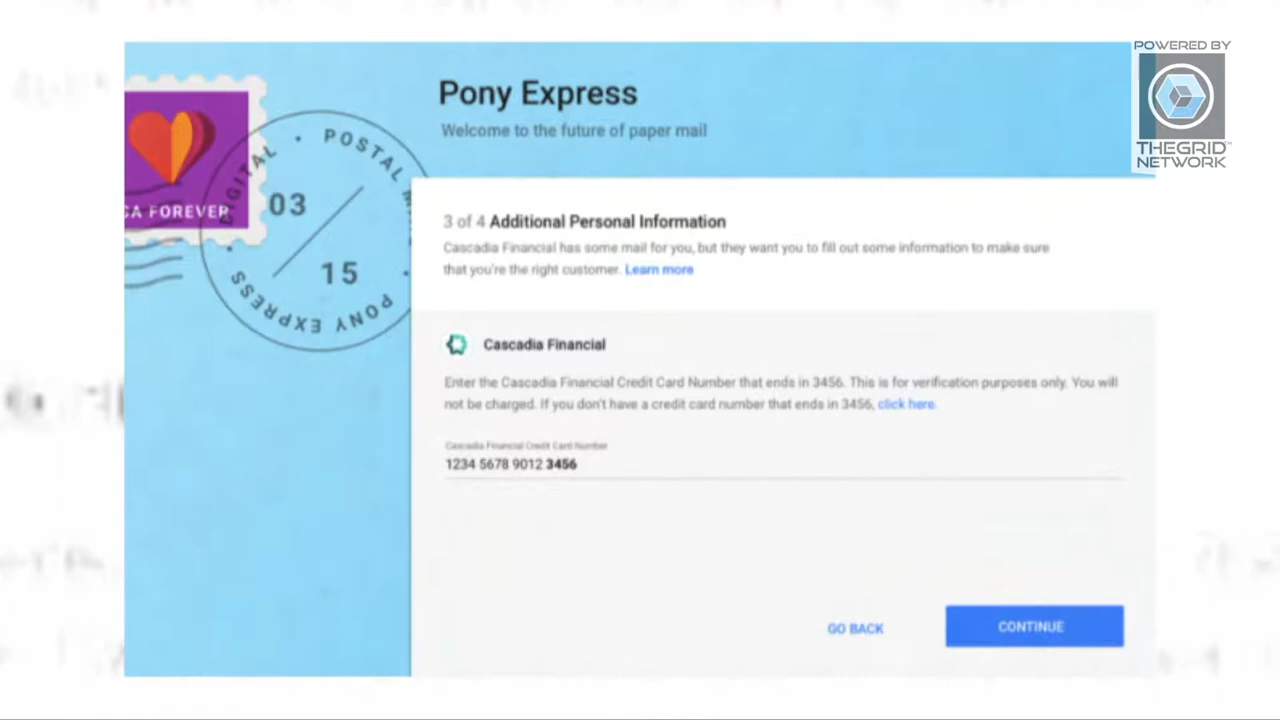 POWERED BY
THEGRID™
NETWORK
Pony Express
Welcome to the future of paper mail
DIGITAL • POSTAL
03
15
PONY EXPRESS
CA FOREVER
3 of 4 Additional Personal Information
Cascadia Financial has some mail for you, but they want you to fill out some information to make sure
that you're the right customer. Learn more
Cascadia Financial
Enter the Cascadia Financial Credit Card Number that ends in 3456. This is for verification purposes only. You will
not be charged. If you don't have a credit card number that ends in 3456, click here.
Cascadia Financial Credit Card Number
1234 5678 9012 3456
GO BACK
CONTINUE